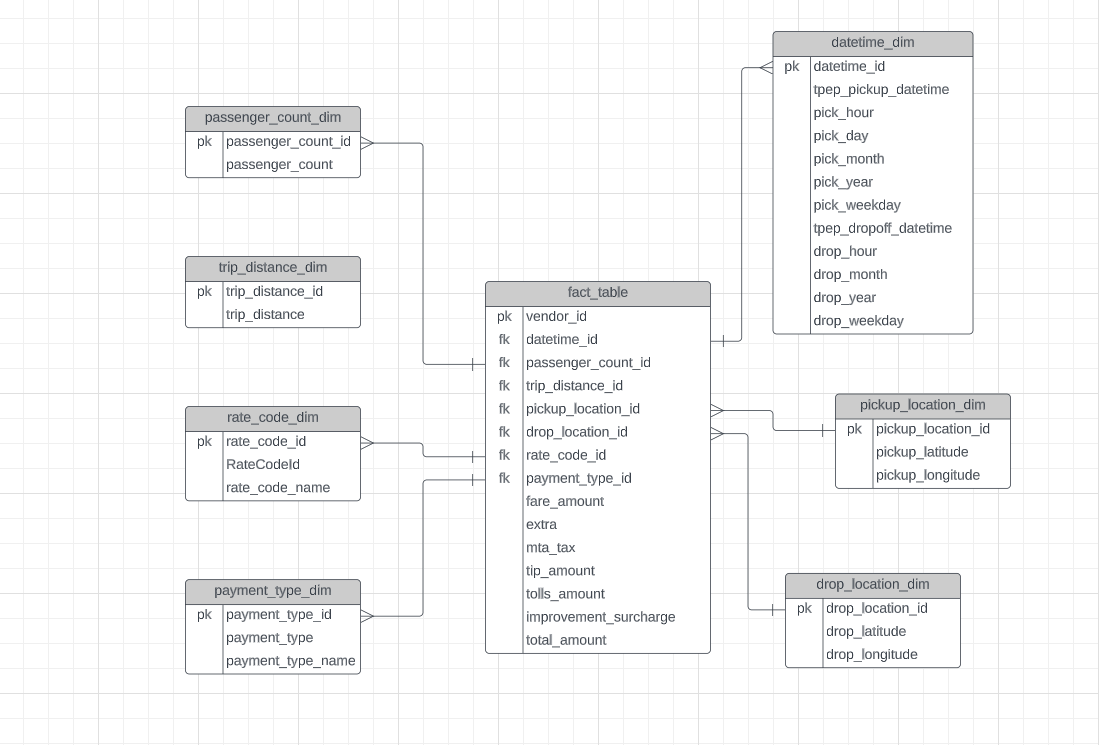 datetime_dim
pk datetime_id
tpep_pickup_datetime
pick_hour
pick_day
pick_month
pick_year
pick_weekday
tpep_dropoff_datetime
drop_hour
drop_month
drop_year
drop_weekday
passenger_count_dim
pk passenger_count_id
passenger_count
trip_distance_dim
pk trip_distance_id
trip_distance
fact_table
pk vendor_id
fk datetime_id
fk passenger_count_id
fk trip_distance_id
fk pickup_location_id
fk drop_location_id
fk rate_code_id
fk payment_type_id
fare_amount
extra
mta_tax
tip_amount
tolls_amount
improvement_surcharge
total_amount
pickup_location_dim
pk pickup_location_id
pickup_latitude
pickup_longitude
rate_code_dim
pk rate_code_id
RateCodeId
rate_code_name
drop_location_dim
pk drop_location_id
drop_latitude
drop_longitude
payment_type_dim
pk payment_type_id
payment_type
payment_type_name